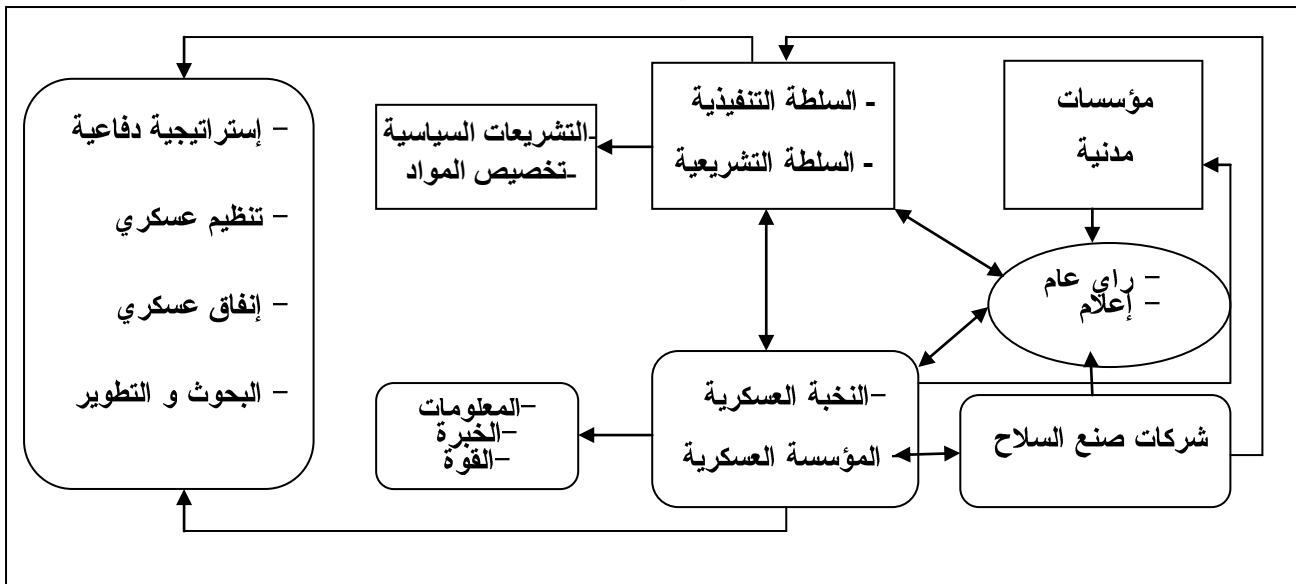 مؤسسات
مدنية
- السلطة التنفيذية
- السلطة التشريعية
-التشريعات السياسية
-تخصيص المواد
– إستراتيجية دفاعية
– تنظيم عسكري
– إنفاق عسكري
– البحوث و التطوير
– راي عام
– إعلام
شركات صنع السلاح
–النخبة العسكرية
المؤسسة العسكرية
–المعلومات
–الخبرة
–القوة